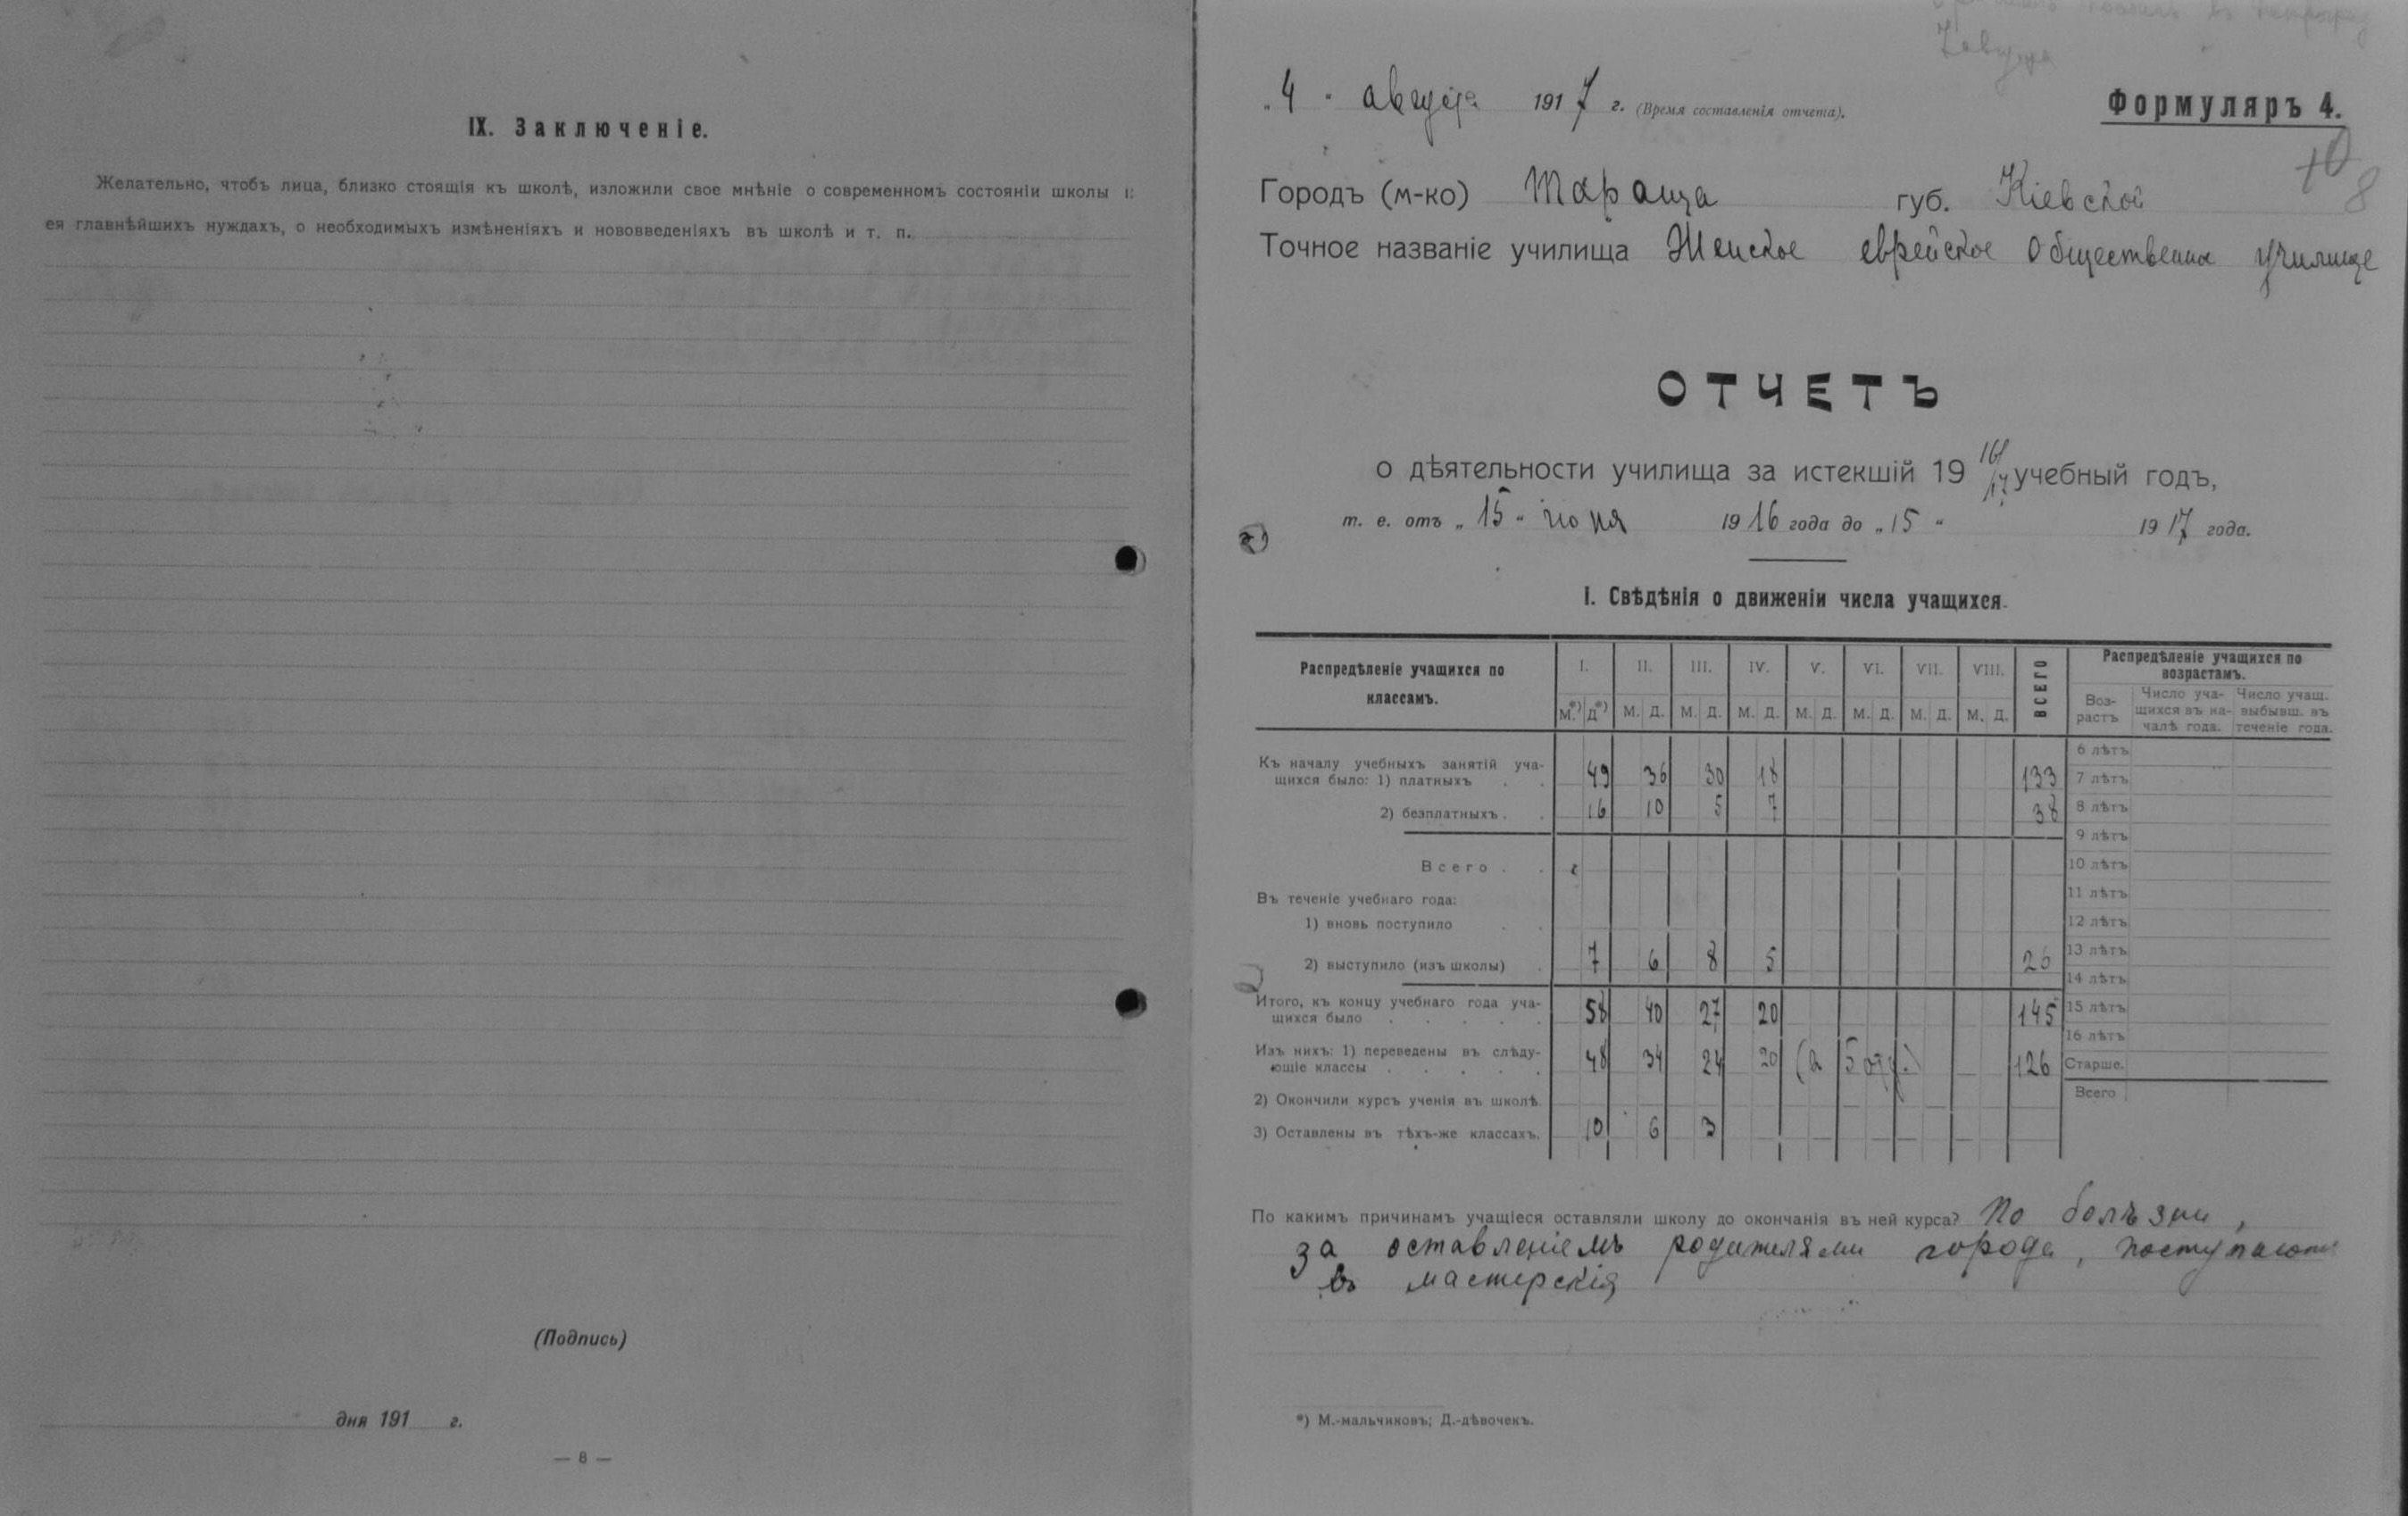 IX. Заключеніе.
Желательно, чтобъ лица, близко стоящія къ школѣ, изложили свое мнѣніе о современномъ состояніи школы и
ея главнѣйшихъ нуждахъ, о необходимыхъ измѣненіяхъ и нововведеніяхъ въ школѣ и т. п.
(Подпись)
дня 191 г.
— 8 —
„4" августа 1917 г. (Время составленія отчета).
Формуляръ 4.
10
8
Городъ (м-ко) Тараща губ. Кіевской
Точное названіе училища Женское еврейское Общественное училище
ОТЧЕТЪ
о дѣятельности училища за истекшій 19 16/17 учебный годъ,
т. е. отъ „15" іюня 1916 года до „15" 1917 года.
I. Свѣдѣнія о движеніи числа учащихся.
Распредѣленіе учащихся по классамъ. I. II. III. IV. V. VI. VII. VIII. ВСЕГО Распредѣленіе учащихся по возрастамъ.
М.*) Д*) М. Д. М. Д. М. Д. М. Д. М. Д. М. Д. М. Д. Воз-растъ Число уча-щихся въ на-чалѣ года. Число учащ. выбывш. въ теченіе года.
6 лѣтъ
Къ началу учебныхъ занятій уча-
щихся было: 1) платныхъ 49 36 30 18 133 7 лѣтъ
2) безплатныхъ 16 10 5 7 38 8 лѣтъ
9 лѣтъ
Всего 10 лѣтъ
Въ теченіе учебнаго года: 11 лѣтъ
1) вновь поступило 12 лѣтъ
2) выступило (изъ школы) 7 6 8 5 26 13 лѣтъ
14 лѣтъ
Итого, къ концу учебнаго года уча-
щихся было 58 40 27 20 145 15 лѣтъ
16 лѣтъ
Изъ нихъ: 1) переведены въ слѣду-
ющіе классы 48 34 24 20 126 Старше.
2) Окончили курсъ ученія въ школѣ. Всего
3) Оставлены въ тѣхъ-же классахъ. 10 6 3
По какимъ причинамъ учащіеся оставляли школу до окончанія въ ней курса? По болѣзни,
за оставленіемъ родителями города, поступаютъ
въ мастерскія
*) М.-мальчиковъ; Д.-дѣвочекъ.